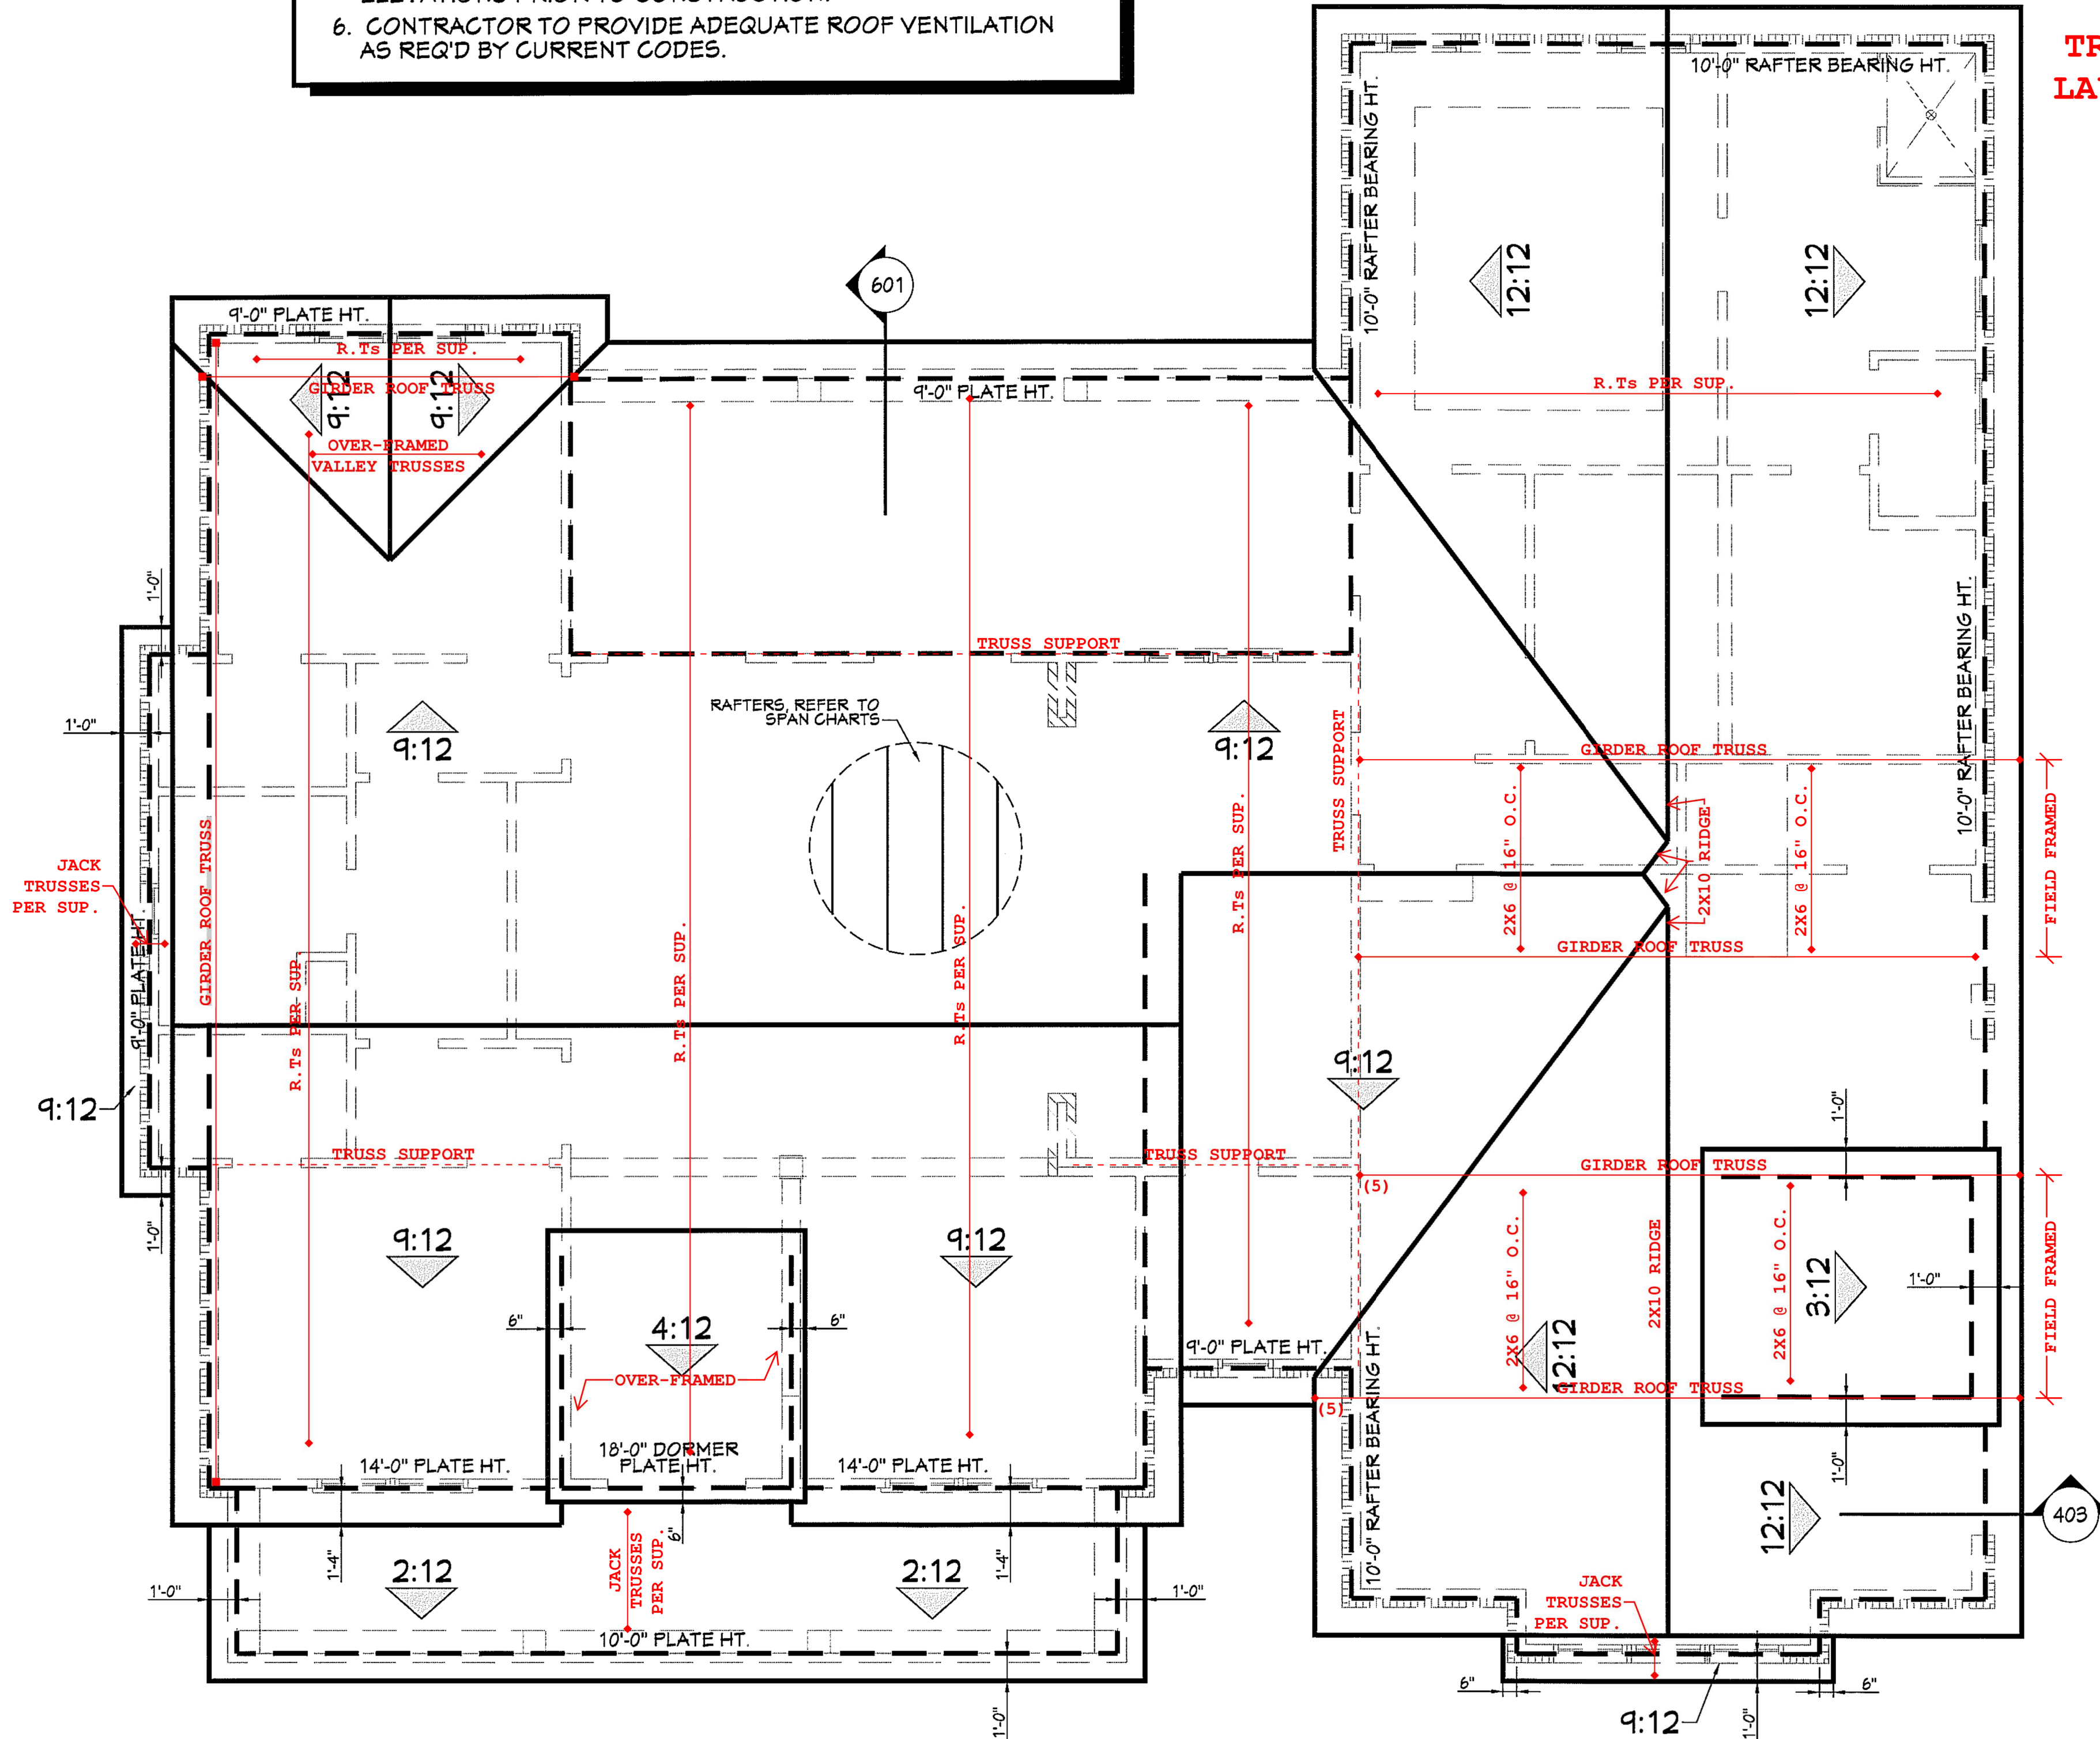 6. CONTRACTOR TO PROVIDE ADEQUATE ROOF VENTILATION
AS REQ'D BY CURRENT CODES.
10'-0" RAFTER BEARING HT.
10'-0" RAFTER BEARING HT.
12:12
12:12
601
9'-0" PLATE HT.
R.Ts PER SUP.
9:12
9:12
GIRDER ROOF TRUSS
OVER-FRAMED
VALLEY TRUSSES
9'-0" PLATE HT.
R.Ts PER SUP.
1'-0"
10'-0" RAFTER BEARING HT.
TRUSS SUPPORT
1'-0"
RAFTERS, REFER TO
SPAN CHARTS
9:12
9:12
TRUSS SUPPORT
GIRDER ROOF TRUSS
2X6 @ 16" O.C.
2X6 @ 16" O.C.
2X10 RIDGE
FIELD FRAMED
JACK
TRUSSES
PER SUP.
GIRDER ROOF TRUSS
9'-0" PLATE HT.
R.Ts PER SUP.
R.Ts PER SUP.
R.Ts PER SUP.
R.Ts PER SUP.
GIRDER ROOF TRUSS
9:12
9:12
1'-0"
TRUSS SUPPORT
TRUSS SUPPORT
GIRDER ROOF TRUSS
(5)
1'-0"
9:12
9:12
2X6 @ 16" O.C.
2X10 RIDGE
2X6 @ 16" O.C.
3:12
1'-0"
FIELD FRAMED
6"
4:12
6"
OVER-FRAMED
9'-0" PLATE HT.
12:12
GIRDER ROOF TRUSS
(5)
10'-0" RAFTER BEARING HT.
18'-0" DORMER
PLATE HT.
14'-0" PLATE HT.
14'-0" PLATE HT.
1'-0"
12:12
403
6"
1'-4"
1'-4"
2:12
2:12
JACK
TRUSSES
PER SUP.
1'-0"
1'-0"
10'-0" PLATE HT.
JACK
TRUSSES
PER SUP.
6"
6"
1'-0"
9:12
1'-0"